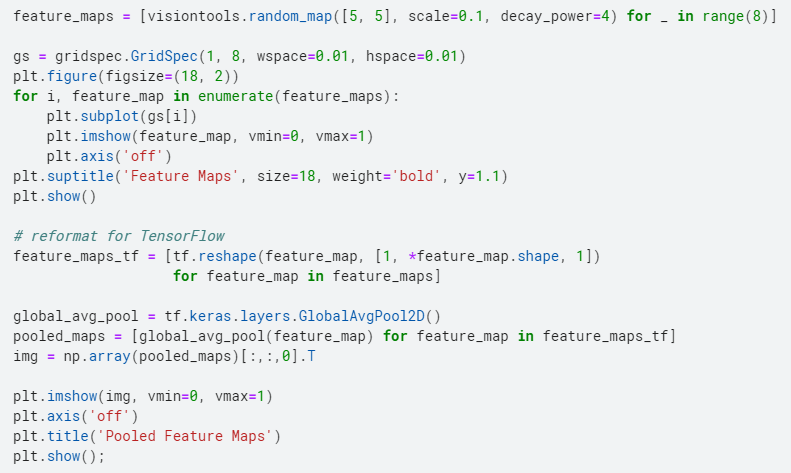 feature_maps = [visiontools.random_map([5, 5], scale=0.1, decay_power=4) for _ in range(8)]

gs = gridspec.GridSpec(1, 8, wspace=0.01, hspace=0.01)
plt.figure(figsize=(18, 2))
for i, feature_map in enumerate(feature_maps):
    plt.subplot(gs[i])
    plt.imshow(feature_map, vmin=0, vmax=1)
    plt.axis('off')
plt.suptitle('Feature Maps', size=18, weight='bold', y=1.1)
plt.show()

# reformat for TensorFlow
feature_maps_tf = [tf.reshape(feature_map, [1, *feature_map.shape, 1])
                   for feature_map in feature_maps]

global_avg_pool = tf.keras.layers.GlobalAvgPool2D()
pooled_maps = [global_avg_pool(feature_map) for feature_map in feature_maps_tf]
img = np.array(pooled_maps)[:,:,0].T

plt.imshow(img, vmin=0, vmax=1)
plt.axis('off')
plt.title('Pooled Feature Maps')
plt.show();